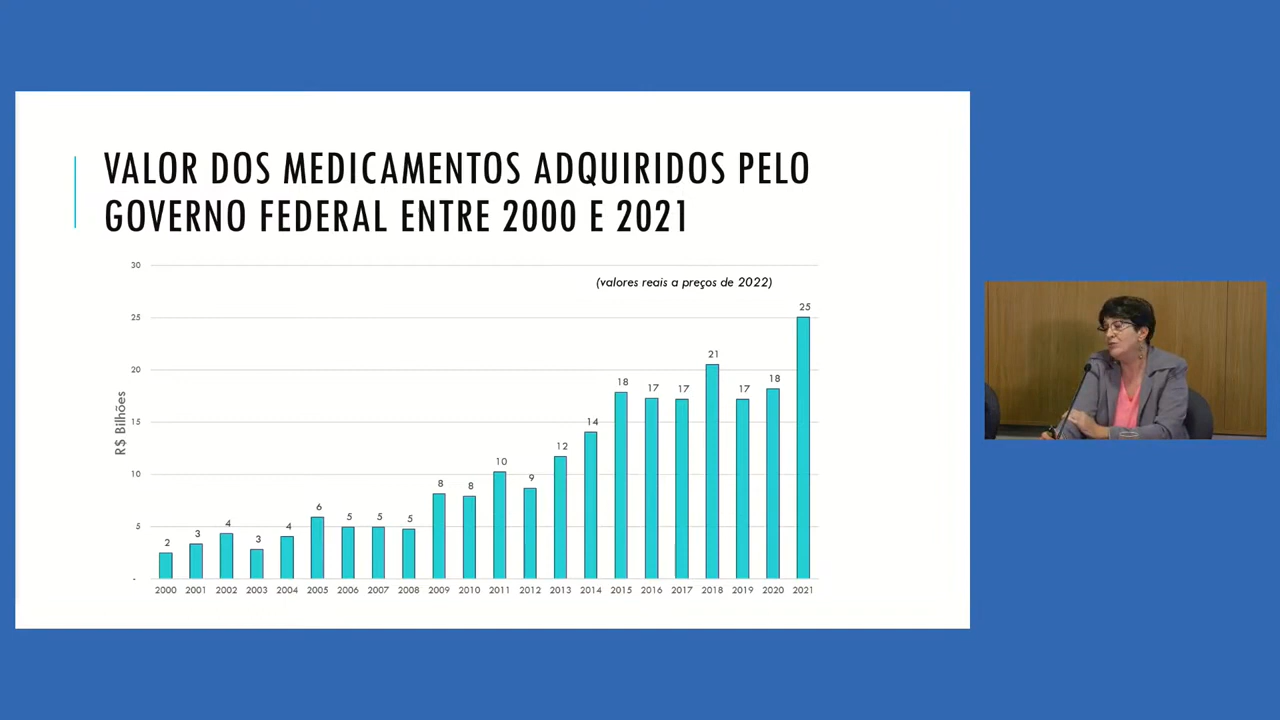 VALOR DOS MEDICAMENTOS ADQUIRIDOS PELO
GOVERNO FEDERAL ENTRE 2000 E 2021
(valores reais a preços de 2022)
R$ Bilhões
30
25
20
15
10
5
-
2 3 4 3 4 6 5 5 5 8 8 10 9 12 14 18 17 17 21 17 18 25
2000 2001 2002 2003 2004 2005 2006 2007 2008 2009 2010 2011 2012 2013 2014 2015 2016 2017 2018 2019 2020 2021